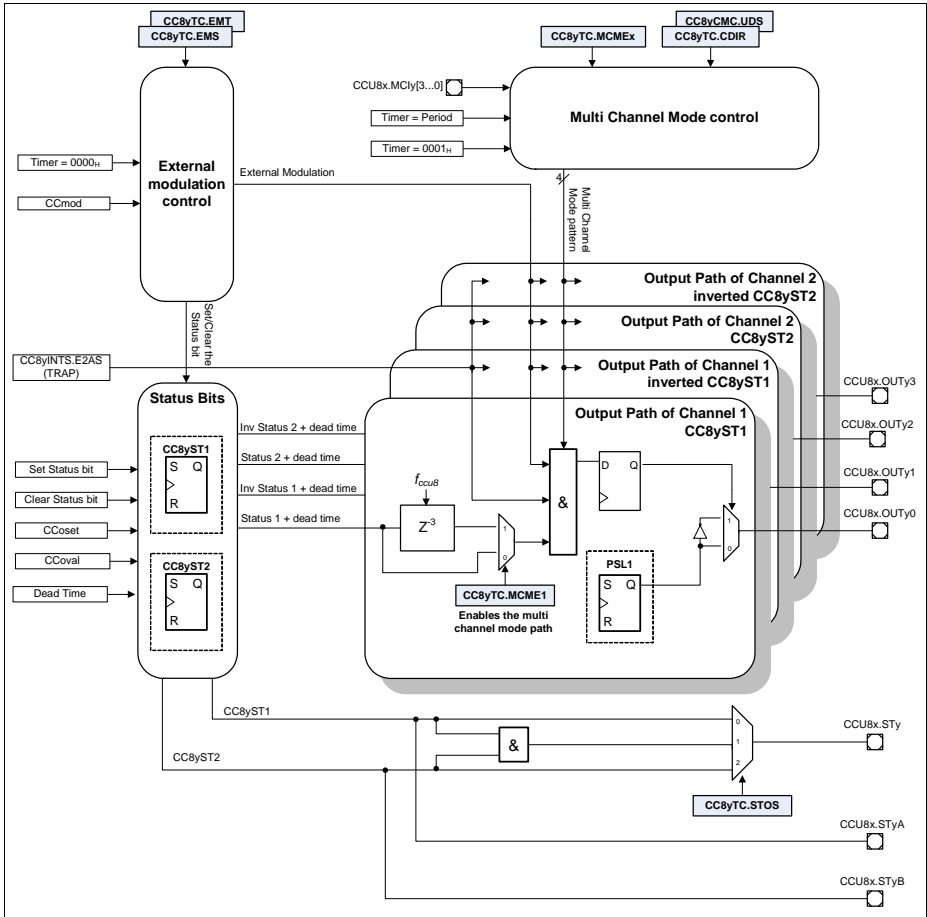 CC8yTC.EMT
CC8yTC.EMS
CC8yCMC.UDS
CC8yTC.MCMEx
CC8yTC.CDIR
CCU8x.MCIy[3...0]
Timer = Period
Timer = 0001H
Multi Channel Mode control
Timer = 0000H
CCmod
External
modulation
control
External Modulation
4
Multi Channel
Mode pattern
Set/Clear the
Status bit
CC8yINTS.E2AS
(TRAP)
Output Path of Channel 2
inverted CC8yST2
Output Path of Channel 2
CC8yST2
Output Path of Channel 1
inverted CC8yST1
Output Path of Channel 1
CC8yST1
CCU8x.OUTy3
CCU8x.OUTy2
CCU8x.OUTy1
CCU8x.OUTy0
Status Bits
CC8yST1
S Q
R
CC8yST2
S Q
R
Set Status bit
Clear Status bit
CCoset
CCoval
Dead Time
Inv Status 2 + dead time
Status 2 + dead time
Inv Status 1 + dead time
Status 1 + dead time
fccu8
Z-3
1
0
&
D Q
1
0
CC8yTC.MCME1
Enables the multi
channel mode path
PSL1
S Q
R
CC8yST1
CC8yST2
&
0
1
2
CC8yTC.STOS
CCU8x.STy
CCU8x.STyA
CCU8x.STyB